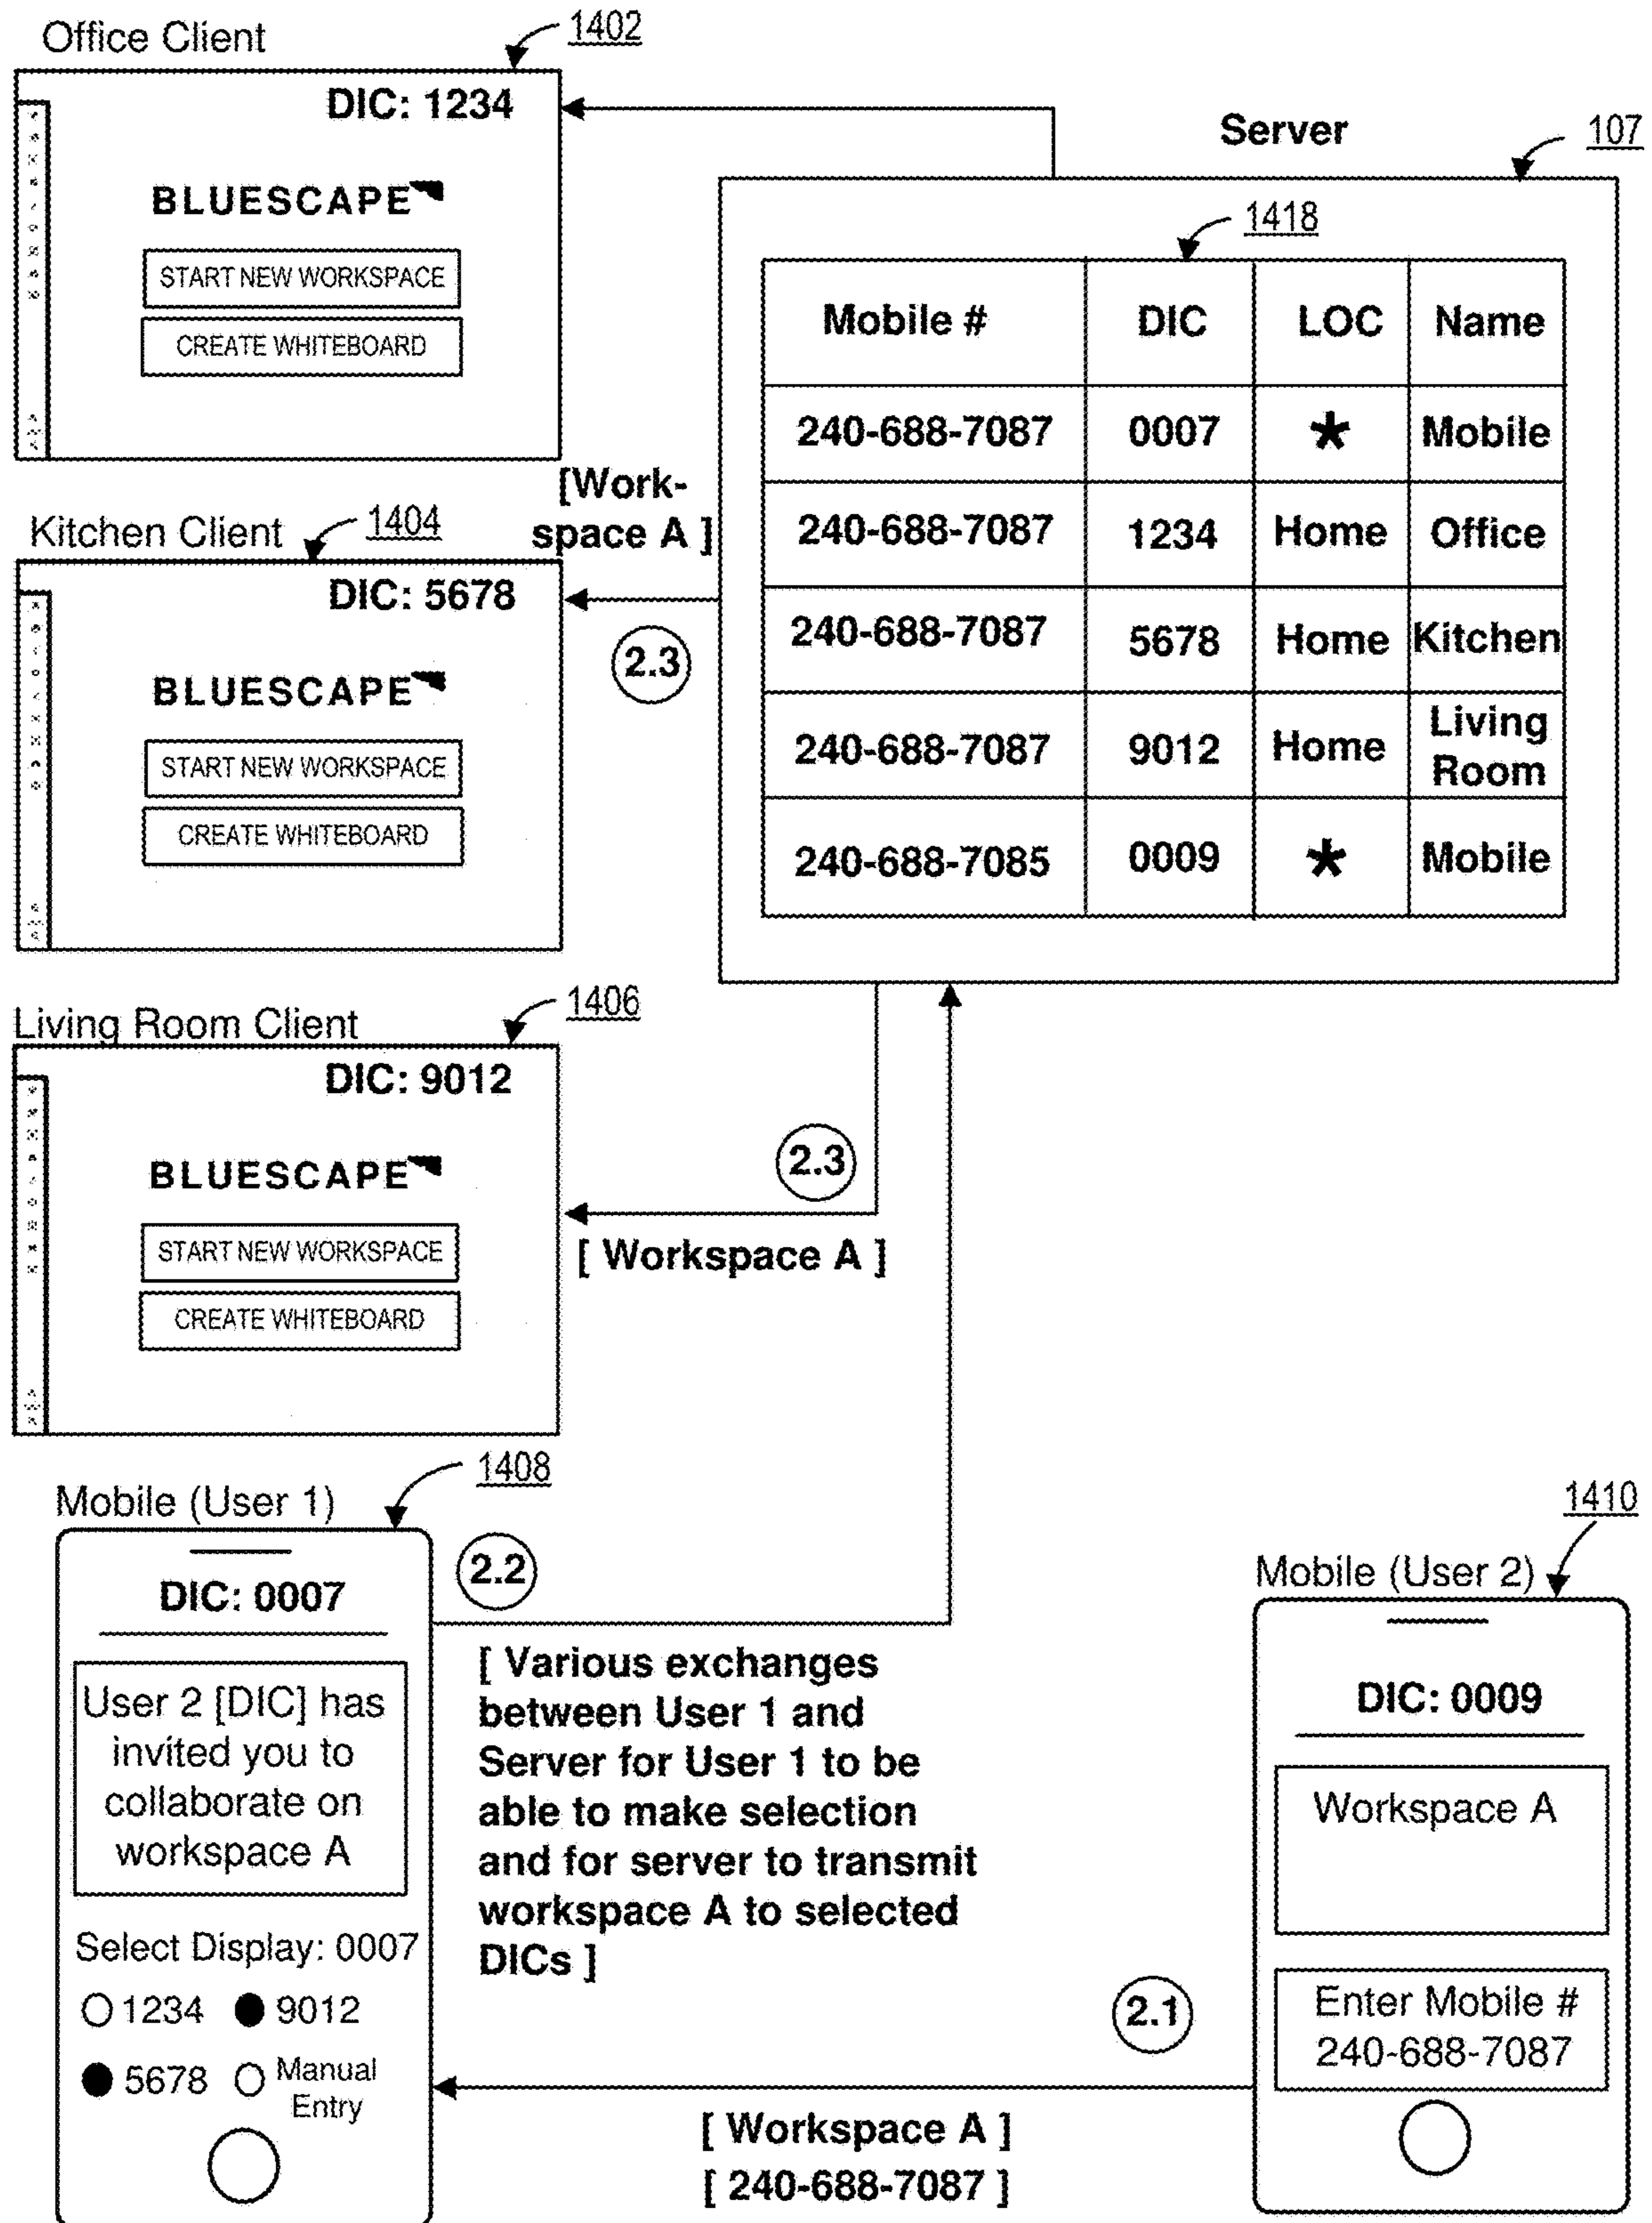 Office Client
1402
DIC: 1234
BLUESCAPE
START NEW WORKSPACE
CREATE WHITEBOARD
Kitchen Client
1404
DIC: 5678
BLUESCAPE
START NEW WORKSPACE
CREATE WHITEBOARD
[Work-
space A ]
2.3
Server
107
1418
Mobile # DIC LOC Name
240-688-7087 0007 * Mobile
240-688-7087 1234 Home Office
240-688-7087 5678 Home Kitchen
240-688-7087 9012 Home Living
Room
240-688-7085 0009 * Mobile
Living Room Client
1406
DIC: 9012
BLUESCAPE
START NEW WORKSPACE
CREATE WHITEBOARD
2.3
[ Workspace A ]
Mobile (User 1)
1408
DIC: 0007
User 2 [DIC] has
invited you to
collaborate on
workspace A
Select Display: 0007
1234 9012
5678 Manual
Entry
2.2
[ Various exchanges
between User 1 and
Server for User 1 to be
able to make selection
and for server to transmit
workspace A to selected
DICs ]
2.1
[ Workspace A ]
[ 240-688-7087 ]
1410
Mobile (User 2)
DIC: 0009
Workspace A
Enter Mobile #
240-688-7087